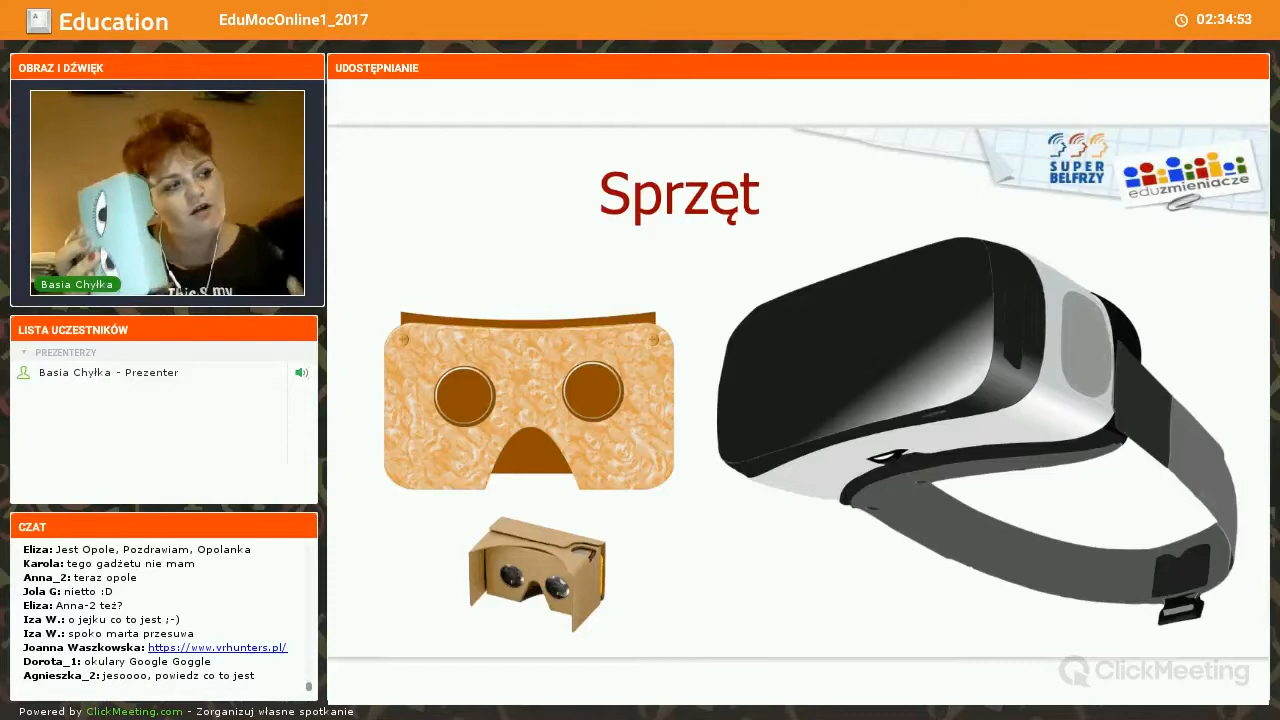 Education
EduMocOnline1_2017
02:34:53
OBRAZ I DŹWIĘK
UDOSTĘPNIANIE
This is my
Basia Chyłka
SUPER
BELFRZY
eduzmieniacze
Sprzęt
LISTA UCZESTNIKÓW
PREZENTERZY
Basia Chyłka - Prezenter
CZAT
Eliza: Jest Opole, Pozdrawiam, Opolanka
Karola: tego gadżetu nie mam
Anna_2: teraz opole
Jola G: nietto :D
Eliza: Anna-2 też?
Iza W.: o jejku co to jest ;-)
Iza W.: spoko marta przesuwa
Joanna Waszkowska: https://www.vrhunters.pl/
Dorota_1: okulary Google Goggle
Agnieszka_2: jesoooo, powiedz co to jest
ClickMeeting
Powered by ClickMeeting.com - Zorganizuj własne spotkanie